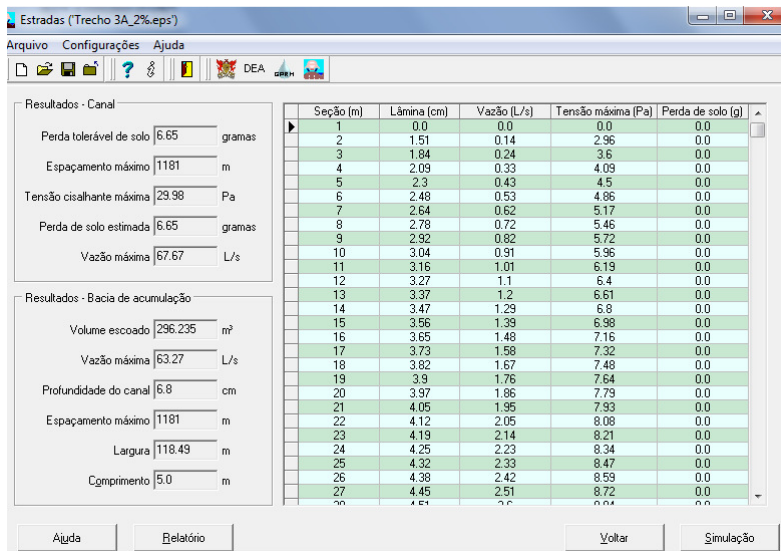 Estradas ('Trecho 3A_2%.eps')
Arquivo Configurações Ajuda
DEA GPRH
Resultados - Canal
Perda tolerável de solo 6.65 gramas
Espaçamento máximo 1181 m
Tensão cisalhante máxima 29.98 Pa
Perda de solo estimada 6.65 gramas
Vazão máxima 67.67 L/s
Resultados - Bacia de acumulação
Volume escoado 296.235 m³
Vazão máxima 63.27 L/s
Profundidade do canal 6.8 cm
Espaçamento máximo 1181 m
Largura 118.49 m
Comprimento 5.0 m
Seção (m) Lâmina (cm) Vazão (L/s) Tensão máxima (Pa) Perda de solo (g)
1 0.0 0.0 0.0 0.0
2 1.51 0.14 2.96 0.0
3 1.84 0.24 3.6 0.0
4 2.09 0.33 4.09 0.0
5 2.3 0.43 4.5 0.0
6 2.48 0.53 4.86 0.0
7 2.64 0.62 5.17 0.0
8 2.78 0.72 5.46 0.0
9 2.92 0.82 5.72 0.0
10 3.04 0.91 5.96 0.0
11 3.16 1.01 6.19 0.0
12 3.27 1.1 6.4 0.0
13 3.37 1.2 6.61 0.0
14 3.47 1.29 6.8 0.0
15 3.56 1.39 6.98 0.0
16 3.65 1.48 7.16 0.0
17 3.73 1.58 7.32 0.0
18 3.82 1.67 7.48 0.0
19 3.9 1.76 7.64 0.0
20 3.97 1.86 7.79 0.0
21 4.05 1.95 7.93 0.0
22 4.12 2.05 8.08 0.0
23 4.19 2.14 8.21 0.0
24 4.25 2.23 8.34 0.0
25 4.32 2.33 8.47 0.0
26 4.38 2.42 8.59 0.0
27 4.45 2.51 8.72 0.0
28 4.51 2.6 8.84 0.0
Ajuda Relatório Voltar Simulação